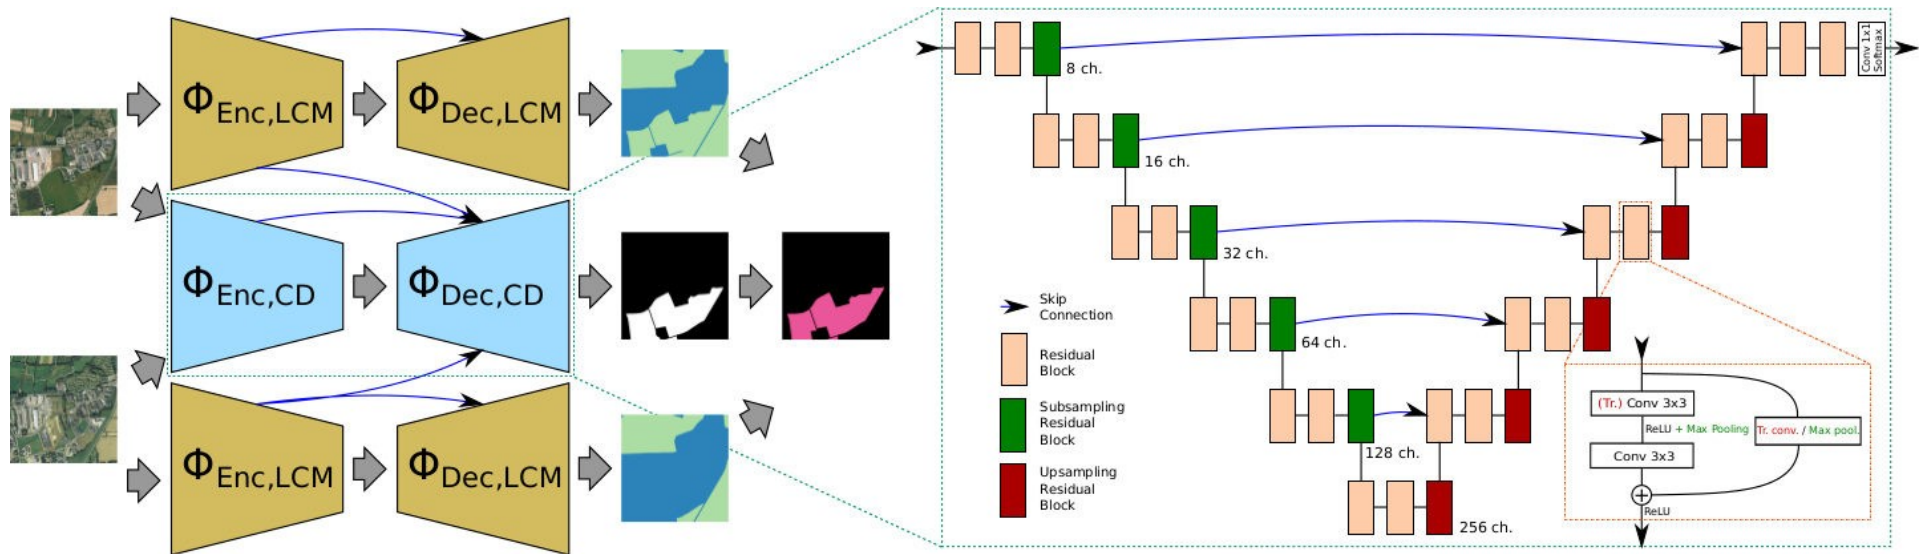 ΦEnc,LCM
ΦDec,LCM
ΦEnc,CD
ΦDec,CD
ΦEnc,LCM
ΦDec,LCM
8 ch.
Conv 1x1
Softmax
16 ch.
32 ch.
64 ch.
128 ch.
256 ch.
Skip
Connection
Residual
Block
Subsampling
Residual
Block
Upsampling
Residual
Block
(Tr.) Conv 3x3
ReLU + Max Pooling
Tr. conv. / Max pool.
Conv 3x3
+
ReLU